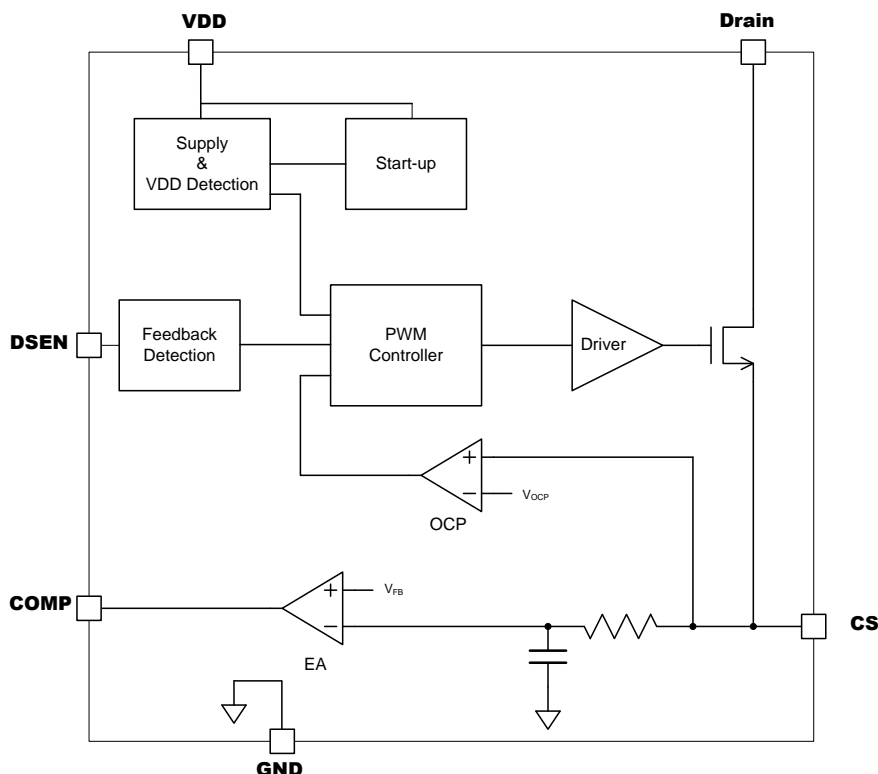 VDD
Drain
Supply
&
VDD Detection
Start-up
DSEN
Feedback
Detection
PWM
Controller
Driver
+
−
VOCP
OCP
COMP
+
−
VFB
EA
CS
GND